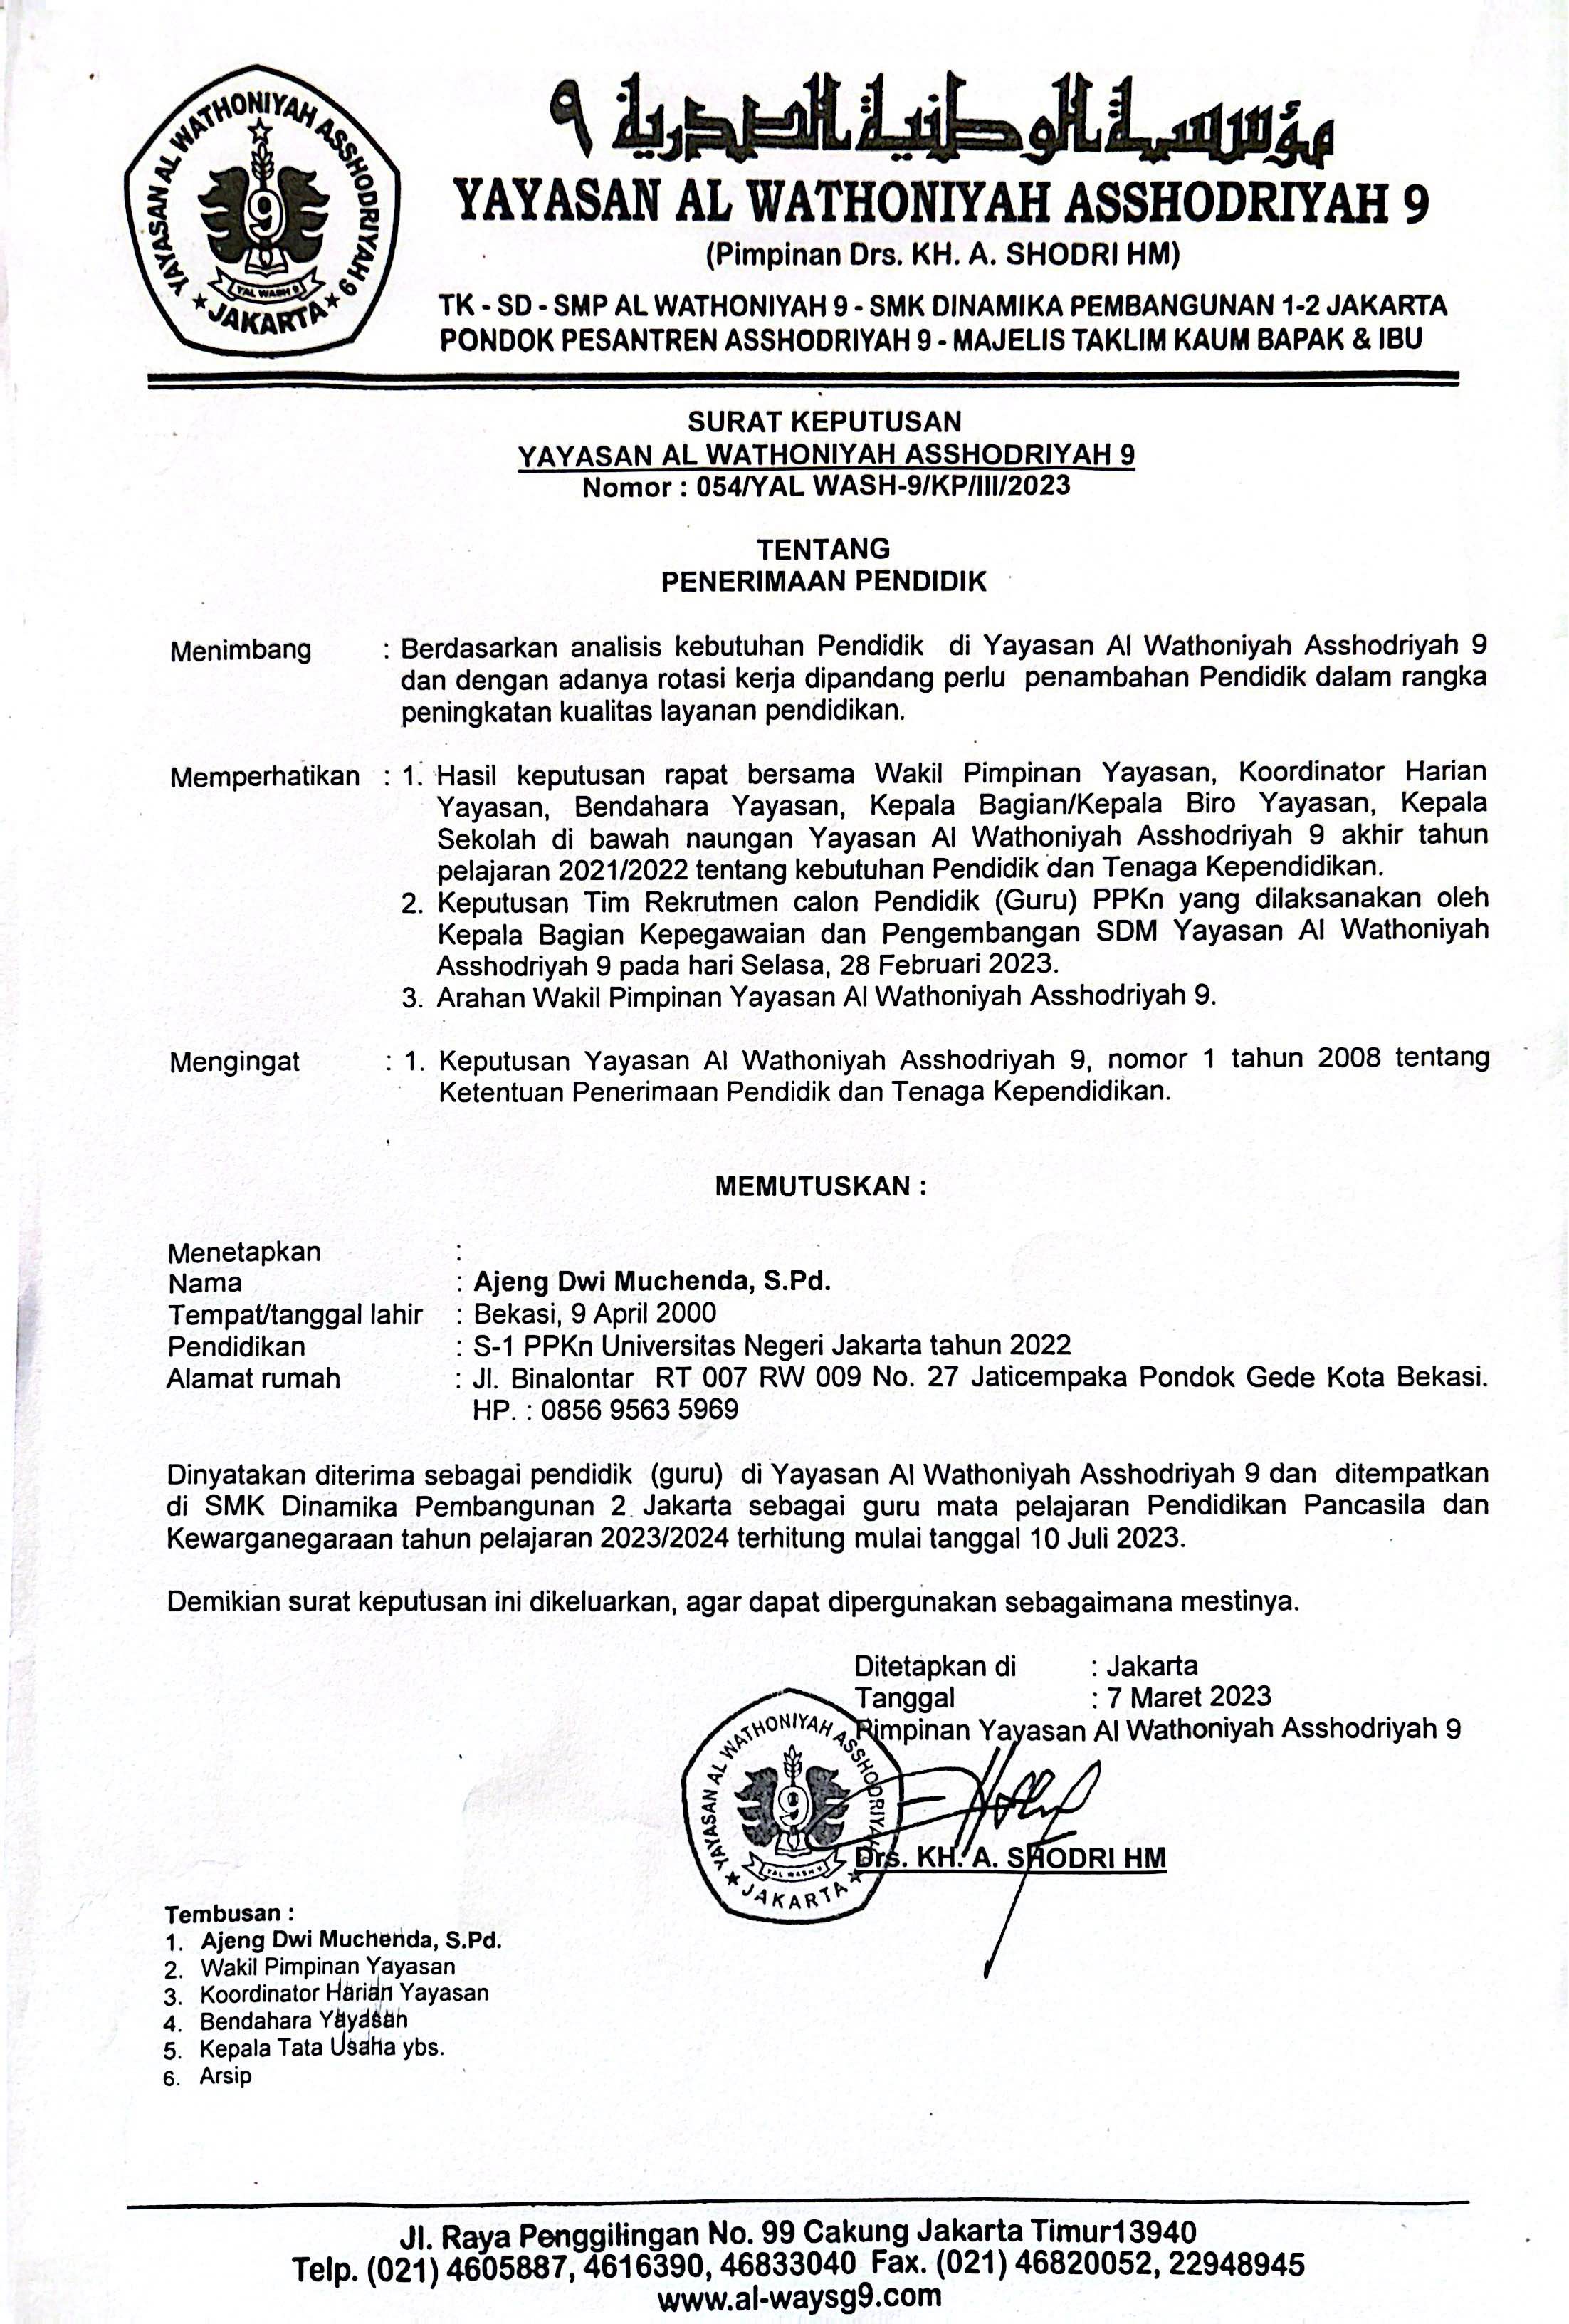 YAYASAN AL WATHONIYAH ASSHODRIYAH 9
9
YAL WASH 9
★ JAKARTA ★
مؤسسة الوطنية الصدرية ٩
YAYASAN AL WATHONIYAH ASSHODRIYAH 9
(Pimpinan Drs. KH. A. SHODRI HM)
TK - SD - SMP AL WATHONIYAH 9 - SMK DINAMIKA PEMBANGUNAN 1-2 JAKARTA
PONDOK PESANTREN ASSHODRIYAH 9 - MAJELIS TAKLIM KAUM BAPAK & IBU
SURAT KEPUTUSAN
YAYASAN AL WATHONIYAH ASSHODRIYAH 9
Nomor : 054/YAL WASH-9/KP/III/2023
TENTANG
PENERIMAAN PENDIDIK
Menimbang : Berdasarkan analisis kebutuhan Pendidik di Yayasan Al Wathoniyah Asshodriyah 9
dan dengan adanya rotasi kerja dipandang perlu penambahan Pendidik dalam rangka
peningkatan kualitas layanan pendidikan.
Memperhatikan : 1. Hasil keputusan rapat bersama Wakil Pimpinan Yayasan, Koordinator Harian
Yayasan, Bendahara Yayasan, Kepala Bagian/Kepala Biro Yayasan, Kepala
Sekolah di bawah naungan Yayasan Al Wathoniyah Asshodriyah 9 akhir tahun
pelajaran 2021/2022 tentang kebutuhan Pendidik dan Tenaga Kependidikan.
2. Keputusan Tim Rekrutmen calon Pendidik (Guru) PPKn yang dilaksanakan oleh
Kepala Bagian Kepegawaian dan Pengembangan SDM Yayasan Al Wathoniyah
Asshodriyah 9 pada hari Selasa, 28 Februari 2023.
3. Arahan Wakil Pimpinan Yayasan Al Wathoniyah Asshodriyah 9.
Mengingat : 1. Keputusan Yayasan Al Wathoniyah Asshodriyah 9, nomor 1 tahun 2008 tentang
Ketentuan Penerimaan Pendidik dan Tenaga Kependidikan.
MEMUTUSKAN :
Menetapkan :
Nama : Ajeng Dwi Muchenda, S.Pd.
Tempat/tanggal lahir : Bekasi, 9 April 2000
Pendidikan : S-1 PPKn Universitas Negeri Jakarta tahun 2022
Alamat rumah : Jl. Binalontar RT 007 RW 009 No. 27 Jaticempaka Pondok Gede Kota Bekasi.
HP. : 0856 9563 5969
Dinyatakan diterima sebagai pendidik (guru) di Yayasan Al Wathoniyah Asshodriyah 9 dan ditempatkan
di SMK Dinamika Pembangunan 2 Jakarta sebagai guru mata pelajaran Pendidikan Pancasila dan
Kewarganegaraan tahun pelajaran 2023/2024 terhitung mulai tanggal 10 Juli 2023.
Demikian surat keputusan ini dikeluarkan, agar dapat dipergunakan sebagaimana mestinya.
Ditetapkan di : Jakarta
Tanggal : 7 Maret 2023
Pimpinan Yayasan Al Wathoniyah Asshodriyah 9
YAYASAN AL WATHONIYAH ASSHODRIYAH 9
9
YAL WASH 9
★ JAKARTA ★
Drs. KH. A. SHODRI HM
Tembusan :
1. Ajeng Dwi Muchenda, S.Pd.
2. Wakil Pimpinan Yayasan
3. Koordinator Harian Yayasan
4. Bendahara Yayasan
5. Kepala Tata Usaha ybs.
6. Arsip
Jl. Raya Penggilingan No. 99 Cakung Jakarta Timur13940
Telp. (021) 4605887, 4616390, 46833040 Fax. (021) 46820052, 22948945
www.al-waysg9.com